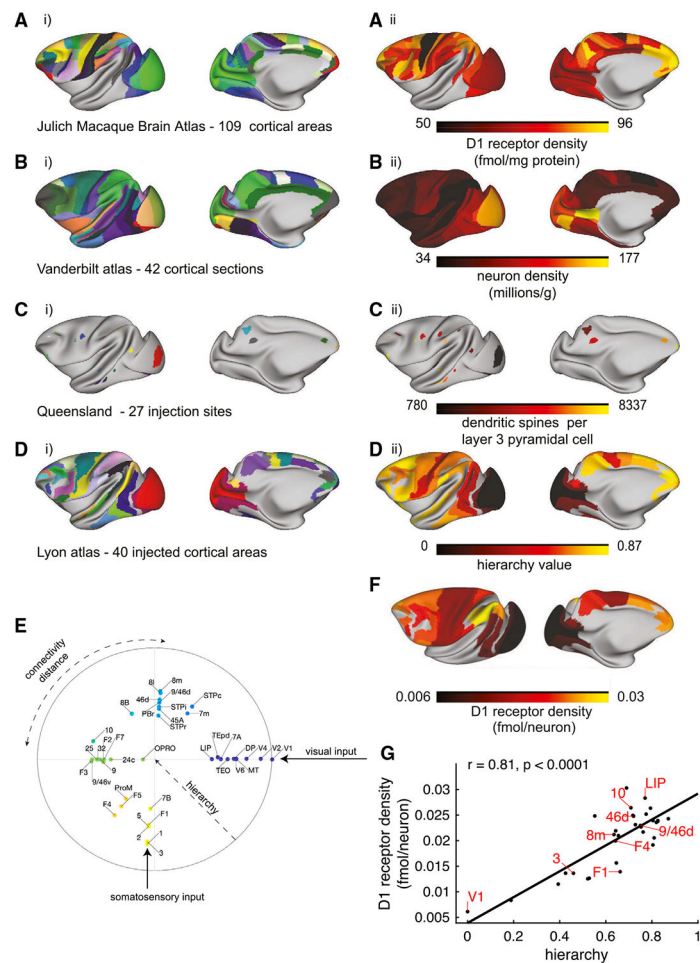 A i)
A ii
Julich Macaque Brain Atlas - 109 cortical areas
50 96
D1 receptor density
(fmol/mg protein)
B i)
B ii)
Vanderbilt atlas - 42 cortical sections
34 177
neuron density
(millions/g)
C i)
C ii)
Queensland - 27 injection sites
780 8337
dendritic spines per
layer 3 pyramidal cell
D i)
D ii)
Lyon atlas - 40 injected cortical areas
0 0.87
hierarchy value
F
0.006 0.03
D1 receptor density
(fmol/neuron)
E
connectivity
distance
8l 8m
46d 9/46d
STPi STPc
8B PBr 7m
45A
STPr
10 F7
25 32 F2
24c OPRO
F3 9
9/46v
LIP TEpd 7A DP V4 V2 V1
TEO V6 MT
visual input
hierarchy
ProM F5
F4
7B
5 F1
2 1
3
somatosensory input
G
r = 0.81, p < 0.0001
D1 receptor density
(fmol/neuron)
0.03
0.025
0.02
0.015
0.01
0.005
LIP
10
46d
9/46d
8m
F4
3
F1
V1
0 0.2 0.4 0.6 0.8 1
hierarchy